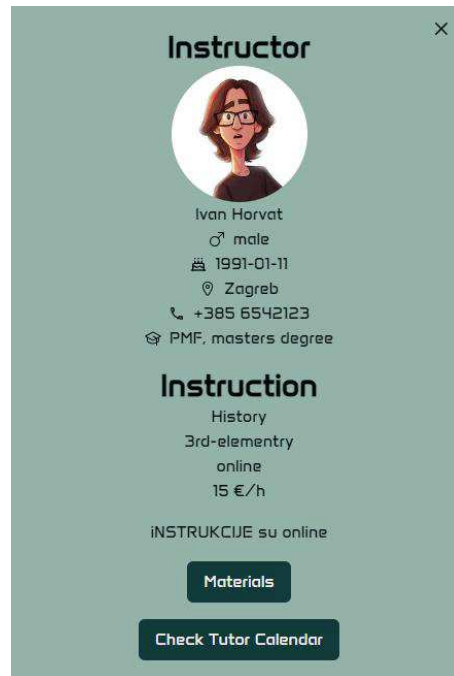 Instructor
Ivan Horvat
male
1991-01-11
Zagreb
+385 6542123
PMF, masters degree
Instruction
History
3rd-elementry
online
15 €/h
iNSTRUKCIJE su online
Materials
Check Tutor Calendar